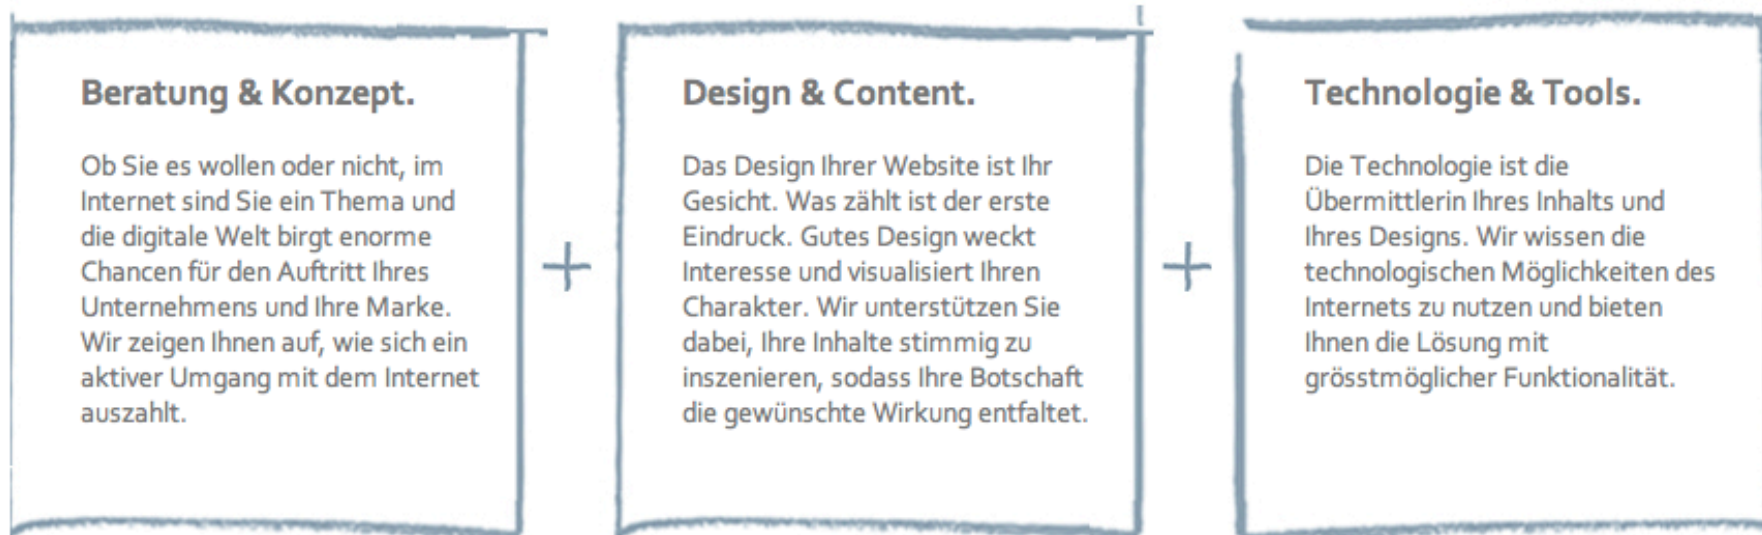 Beratung & Konzept.
Ob Sie es wollen oder nicht, im
Internet sind Sie ein Thema und
die digitale Welt birgt enorme
Chancen für den Auftritt Ihres
Unternehmens und Ihre Marke.
Wir zeigen Ihnen auf, wie sich ein
aktiver Umgang mit dem Internet
auszahlt.
+
Design & Content.
Das Design Ihrer Website ist Ihr
Gesicht. Was zählt ist der erste
Eindruck. Gutes Design weckt
Interesse und visualisiert Ihren
Charakter. Wir unterstützen Sie
dabei, Ihre Inhalte stimmig zu
inszenieren, sodass Ihre Botschaft
die gewünschte Wirkung entfaltet.
+
Technologie & Tools.
Die Technologie ist die
Übermittlerin Ihres Inhalts und
Ihres Designs. Wir wissen die
technologischen Möglichkeiten des
Internets zu nutzen und bieten
Ihnen die Lösung mit
grösstmöglicher Funktionalität.